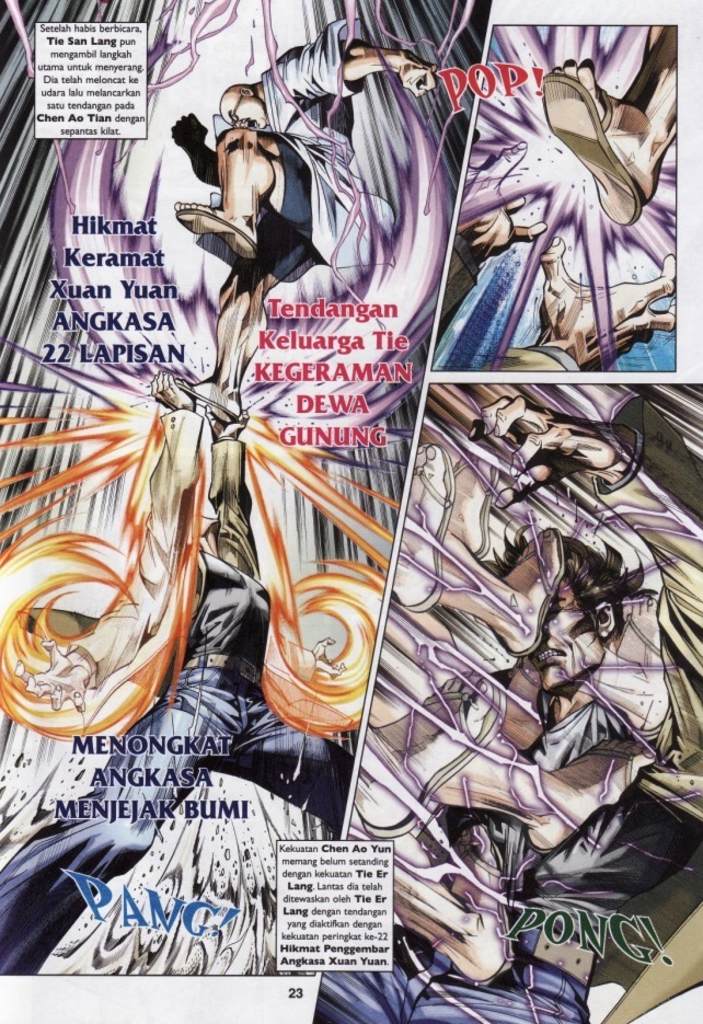 Setelah habis berbicara,
Tie San Lang pun
mengambil langkah
utama untuk menyerang.
Dia telah meloncat ke
udara lalu melancarkan
satu tendangan pada
Chen Ao Tian dengan
sepantas kilat.
POP!
Hikmat
Keramat
Xuan Yuan
ANGKASA
22 LAPISAN
Tendangan
Keluarga Tie
KEGERAMAN
DEWA
GUNUNG
MENONGKAT
ANGKASA
MENJEJAK BUMI
PANG!
Kekuatan Chen Ao Yun
memang belum setanding
dengan kekuatan Tie Er
Lang. Lantas dia telah
ditewaskan oleh Tie Er
Lang dengan tendangan
yang diaktifkan dengan
kekuatan peringkat ke-22
Hikmat Penggembar
Angkasa Xuan Yuan.
PONG!
23